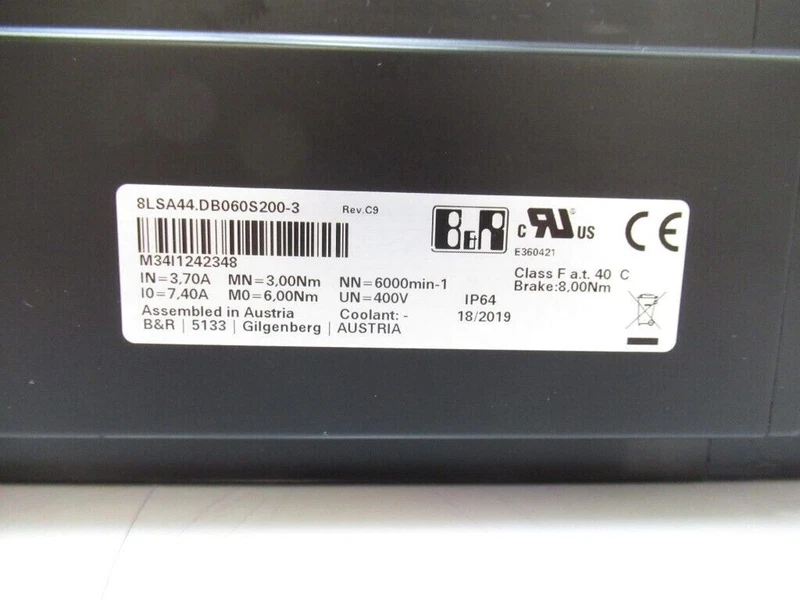 8LSA44.DB060S200-3 Rev.C9
B&R
c RU US
E360421
CE
M34I1242348
IN=3,70A MN=3,00Nm NN=6000min-1
I0=7,40A M0=6,00Nm UN=400V IP64
Class F a.t. 40 C
Brake:8,00Nm
Assembled in Austria Coolant: - 18/2019
B&R | 5133 | Gilgenberg | AUSTRIA